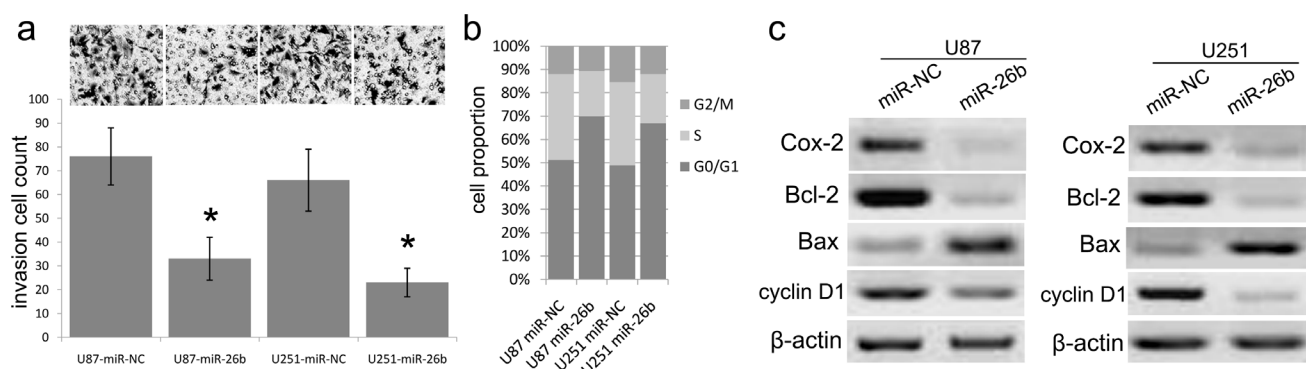 a
100
90
80
70
60
50
40
30
20
10
0
invasion cell count
*
*
U87-miR-NC
U87-miR-26b
U251-miR-NC
U251-miR-26b
b
100%
90%
80%
70%
60%
50%
40%
30%
20%
10%
0%
cell proportion
G2/M
S
G0/G1
U87 miR-NC
U87 miR-26b
U251 miR-NC
U251 miR-26b
c
U87
miR-NC
miR-26b
Cox-2
Bcl-2
Bax
cyclin D1
β-actin
U251
miR-NC
miR-26b
Cox-2
Bcl-2
Bax
cyclin D1
β-actin